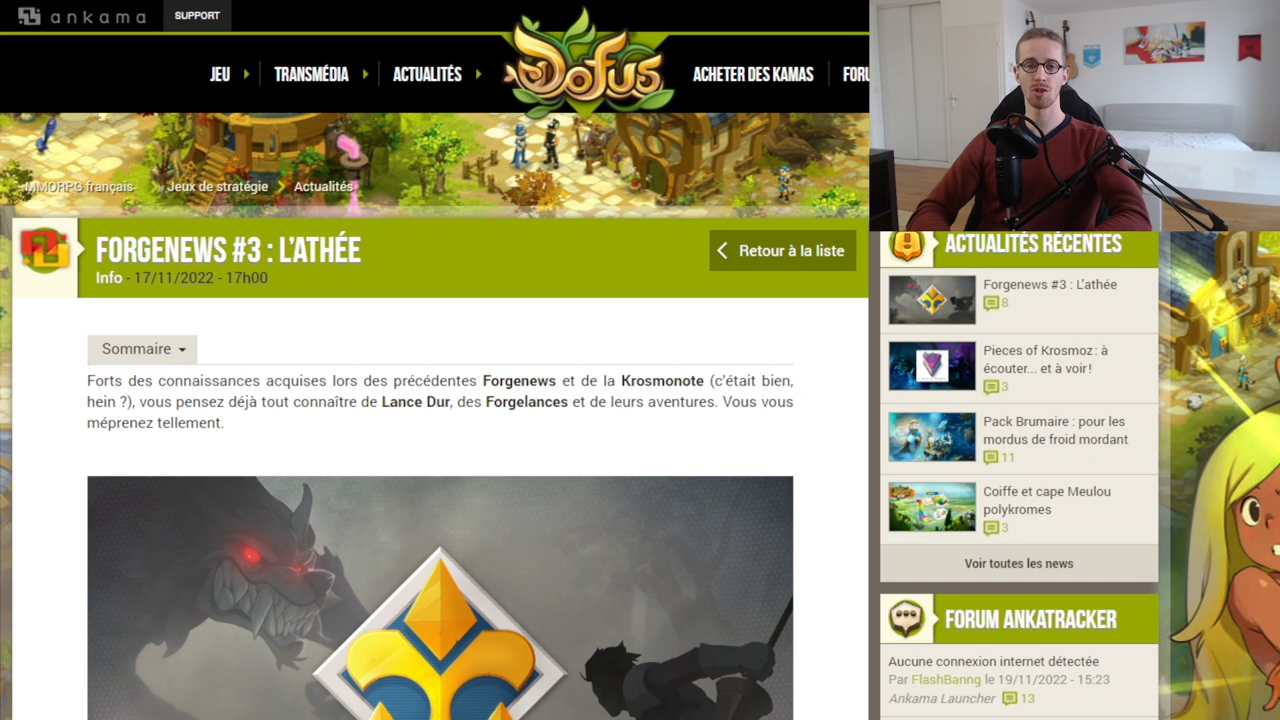 ankama
SUPPORT
JEU
TRANSMÉDIA
ACTUALITÉS
DOFUS
ACHETER DES KAMAS
FORU
MMORPG français
Jeux de stratégie
Actualités
FORGENEWS #3 : L'ATHÉE
Info - 17/11/2022 - 17h00
Retour à la liste
Sommaire
Forts des connaissances acquises lors des précédentes Forgenews et de la Krosmonote (c'était bien,
hein ?), vous pensez déjà tout connaître de Lance Dur, des Forgelances et de leurs aventures. Vous vous
méprenez tellement.
ACTUALITÉS RÉCENTES
Forgenews #3 : L'athée
8
Pieces of Krosmoz : à
écouter... et à voir !
3
Pack Brumaire : pour les
mordus de froid mordant
11
Coiffe et cape Meulou
polykromes
3
Voir toutes les news
FORUM ANKATRACKER
Aucune connexion internet détectée
Par FlashBanng le 19/11/2022 - 15:23
Ankama Launcher 13